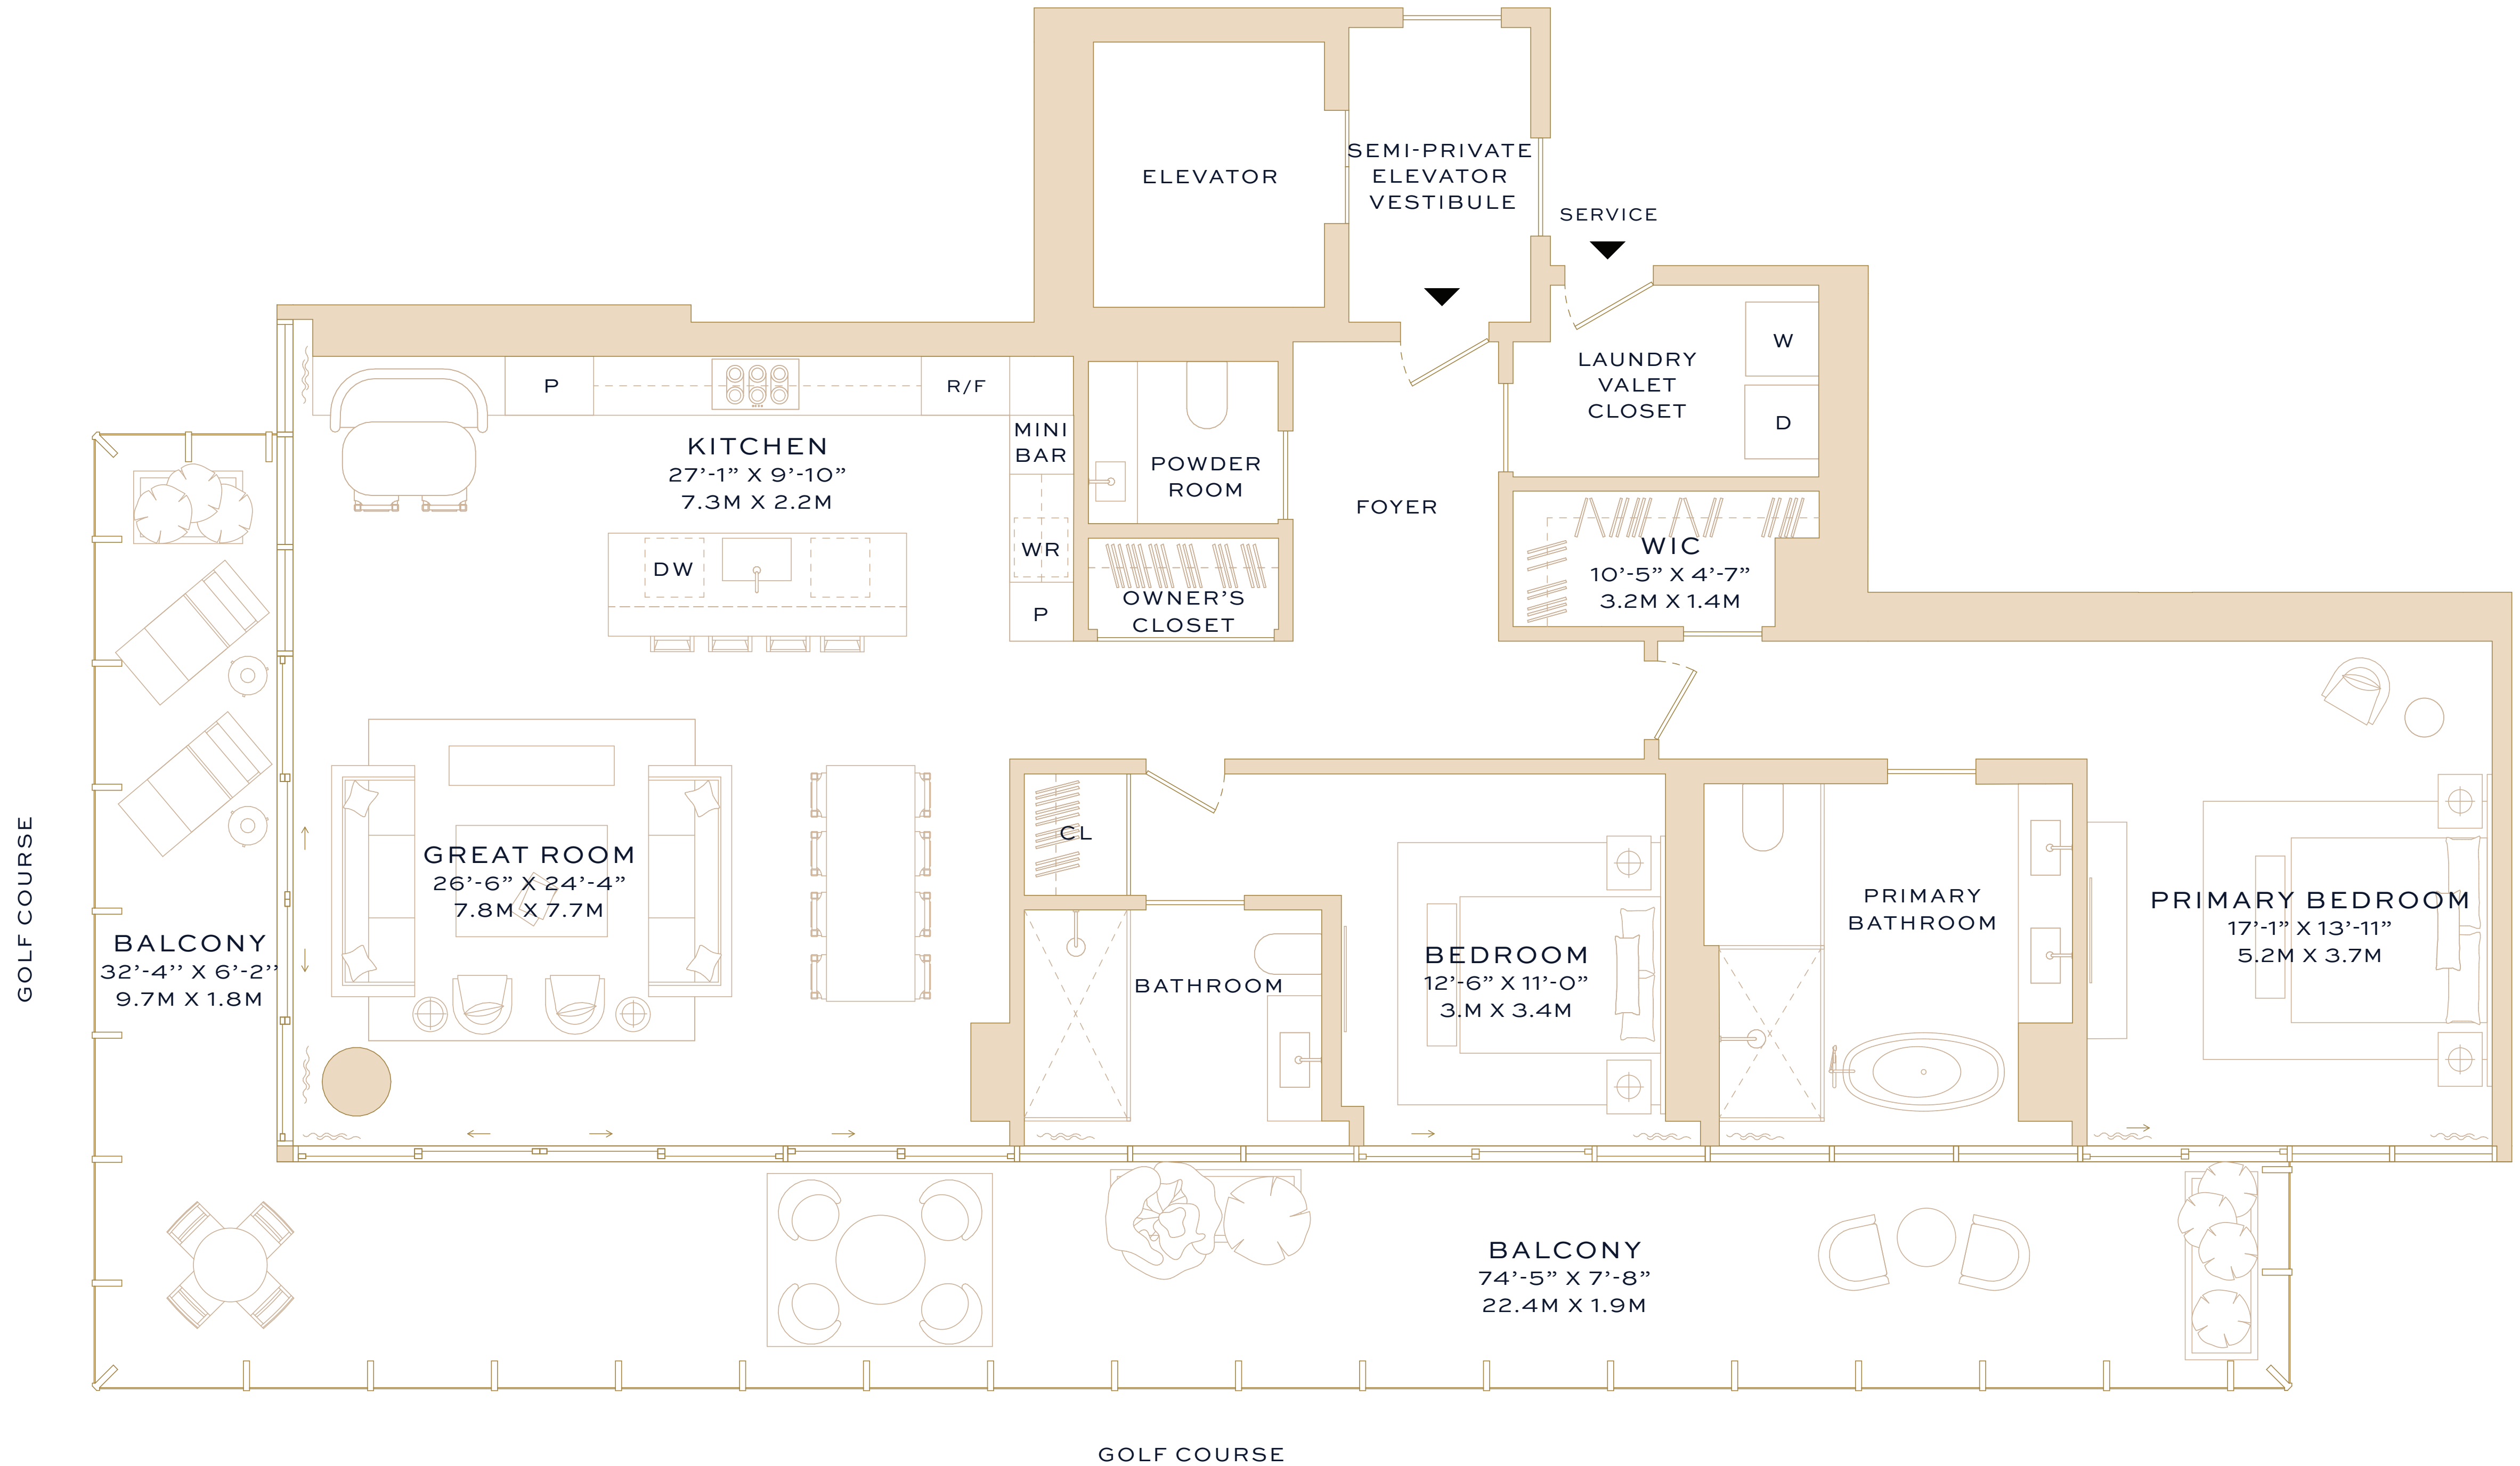 ELEVATOR
SEMI-PRIVATE
ELEVATOR
VESTIBULE
SERVICE
LAUNDRY
VALET
CLOSET
W
D
P
R/F
MINI
BAR
WR
P
KITCHEN
27’-1” X 9’-10”
7.3M X 2.2M
DW
POWDER
ROOM
OWNER’S
CLOSET
FOYER
WIC
10’-5” X 4’-7”
3.2M X 1.4M
GOLF COURSE
BALCONY
32’-4’’ X 6’-2’’
9.7M X 1.8M
GREAT ROOM
26’-6” X 24’-4”
7.8M X 7.7M
CL
BATHROOM
BEDROOM
12’-6” X 11’-0”
3.M X 3.4M
PRIMARY
BATHROOM
PRIMARY BEDROOM
17’-1” X 13’-11”
5.2M X 3.7M
BALCONY
74’-5” X 7’-8”
22.4M X 1.9M
GOLF COURSE